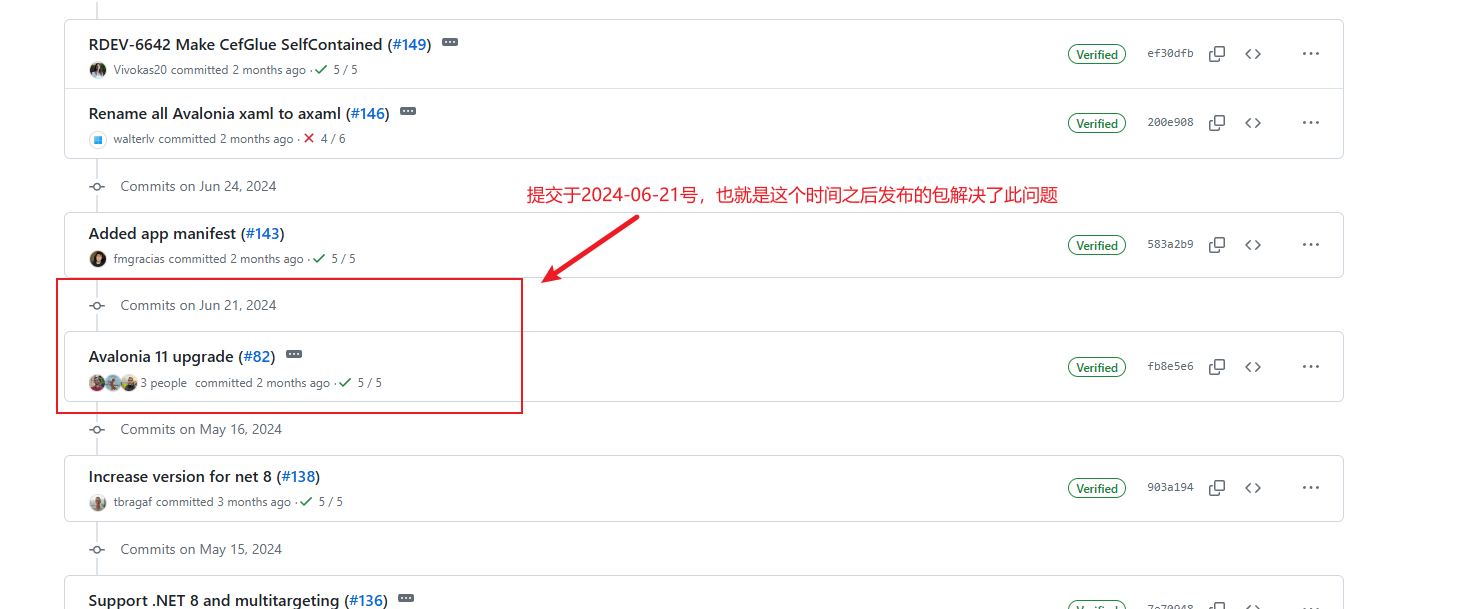 RDEV-6642 Make CefGlue SelfContained (#149)
Verified ef30dfb
Vivokas20 committed 2 months ago · 5 / 5
Rename all Avalonia xaml to axaml (#146)
Verified 200e908
walterlv committed 2 months ago · 4 / 6
Commits on Jun 24, 2024
提交于2024-06-21号，也就是这个时间之后发布的包解决了此问题
Added app manifest (#143)
Verified 583a2b9
fmgracias committed 2 months ago · 5 / 5
Commits on Jun 21, 2024
Avalonia 11 upgrade (#82)
Verified fb8e5e6
3 people committed 2 months ago · 5 / 5
Commits on May 16, 2024
Increase version for net 8 (#138)
Verified 903a194
tbragaf committed 3 months ago · 5 / 5
Commits on May 15, 2024
Support .NET 8 and multitargeting (#136)
Verified